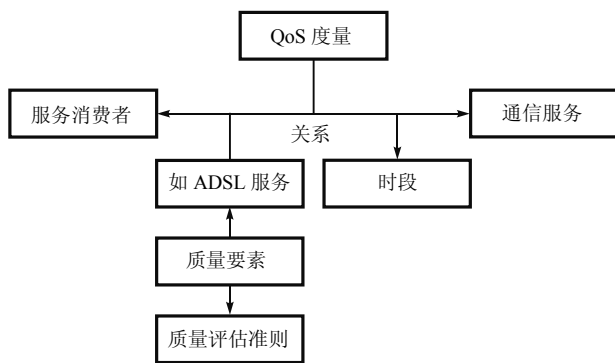 QoS 度量
服务消费者
通信服务
关系
如 ADSL 服务
时段
质量要素
质量评估准则